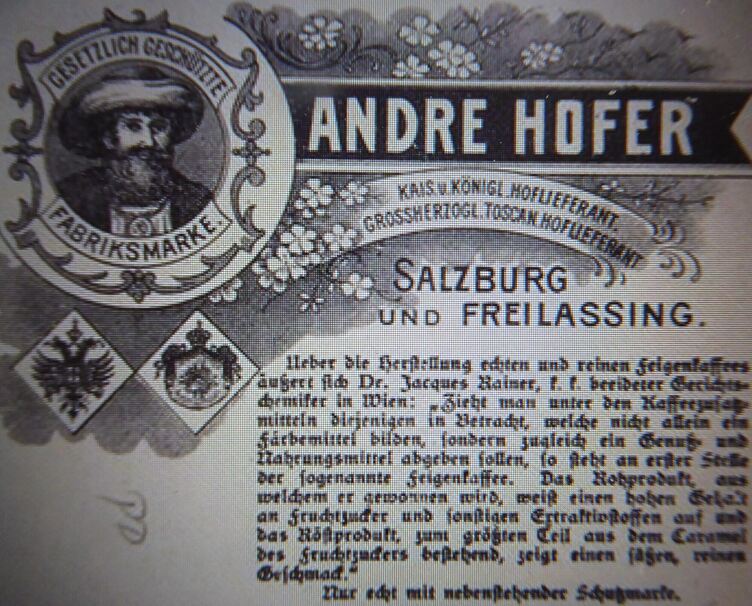 GESETZLICH GESCHÜTZTE
FABRIKSMARKE.
ANDRE HOFER
KAIS. u. KÖNIGL. HOFLIEFERANT.
GROSSHERZOGL. TOSCAN. HOFLIEFERANT
SALZBURG
UND FREILASSING.
Ueber die Herstellung echten und reinen Feigenkaffees
äußert sich Dr. Jacques Rainer, k. k. beeideter Gerichts-
chemiker in Wien: „Zieht man unter den Kaffeezusatz-
mitteln diejenigen in Betracht, welche nicht allein ein
Färbemittel bilden, sondern zugleich ein Genuß- und
Nahrungsmittel abgeben sollen, so steht an erster Stelle
der sogenannte Feigenkaffee. Das Rohprodukt, aus
welchem er gewonnen wird, weist einen hohen Gehalt
an Fruchtzucker und sonstigen Extraktivstoffen auf und
das Röstprodukt, zum größten Teil aus dem Caramel
des Fruchtzuckers bestehend, zeigt einen süßen, reinen
Geschmack.“
Nur echt mit nebenstehender Schutzmarke.